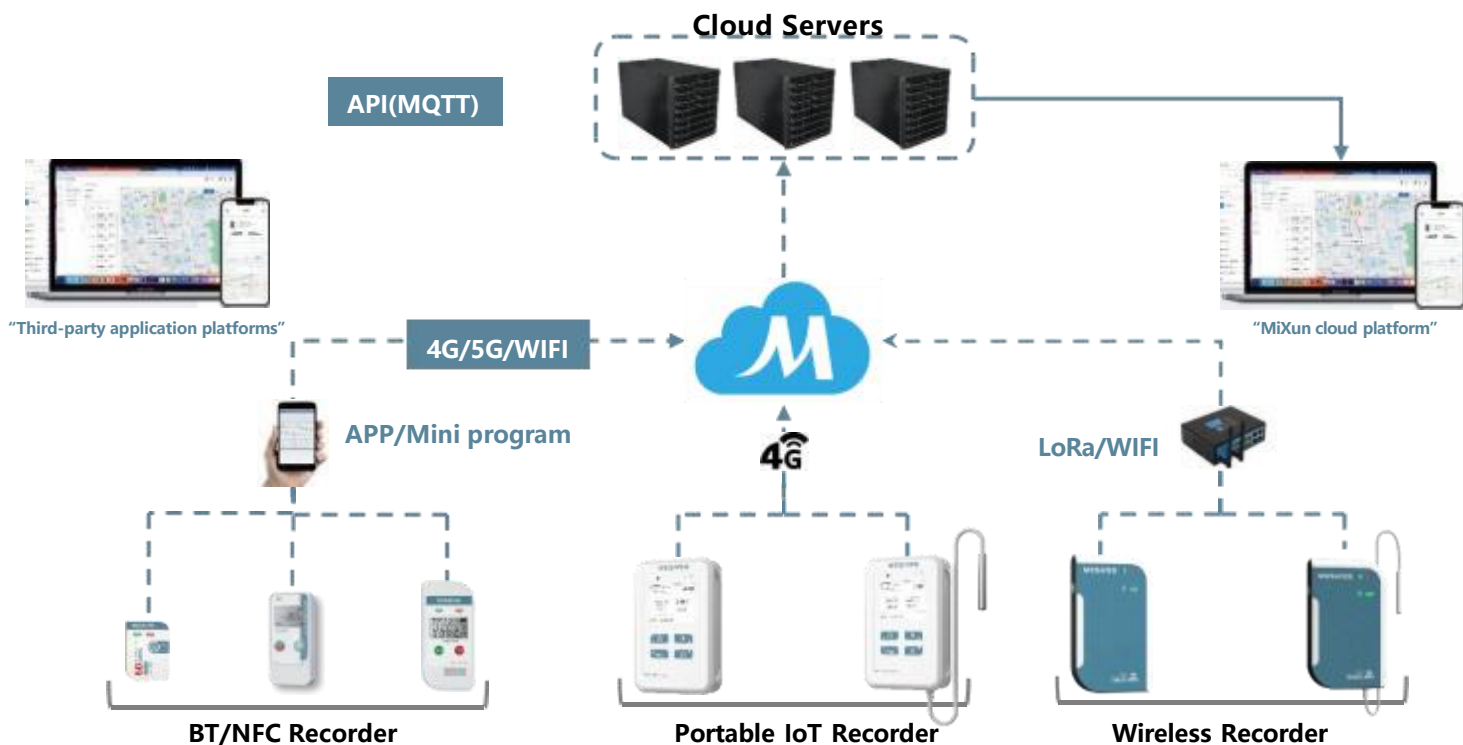 Cloud Servers
API(MQTT)
“Third-party application platforms”
“MiXun cloud platform”
4G/5G/WIFI
M
APP/Mini program
4G
LoRa/WIFI
BT/NFC Recorder
Portable IoT Recorder
Wireless Recorder